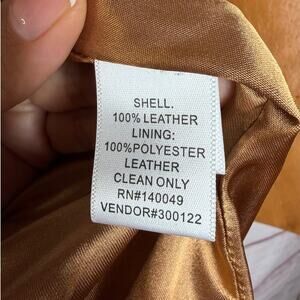 SHELL.
100% LEATHER
LINING:
100%POLYESTER
LEATHER
CLEAN ONLY
RN#140049
VENDOR#300122